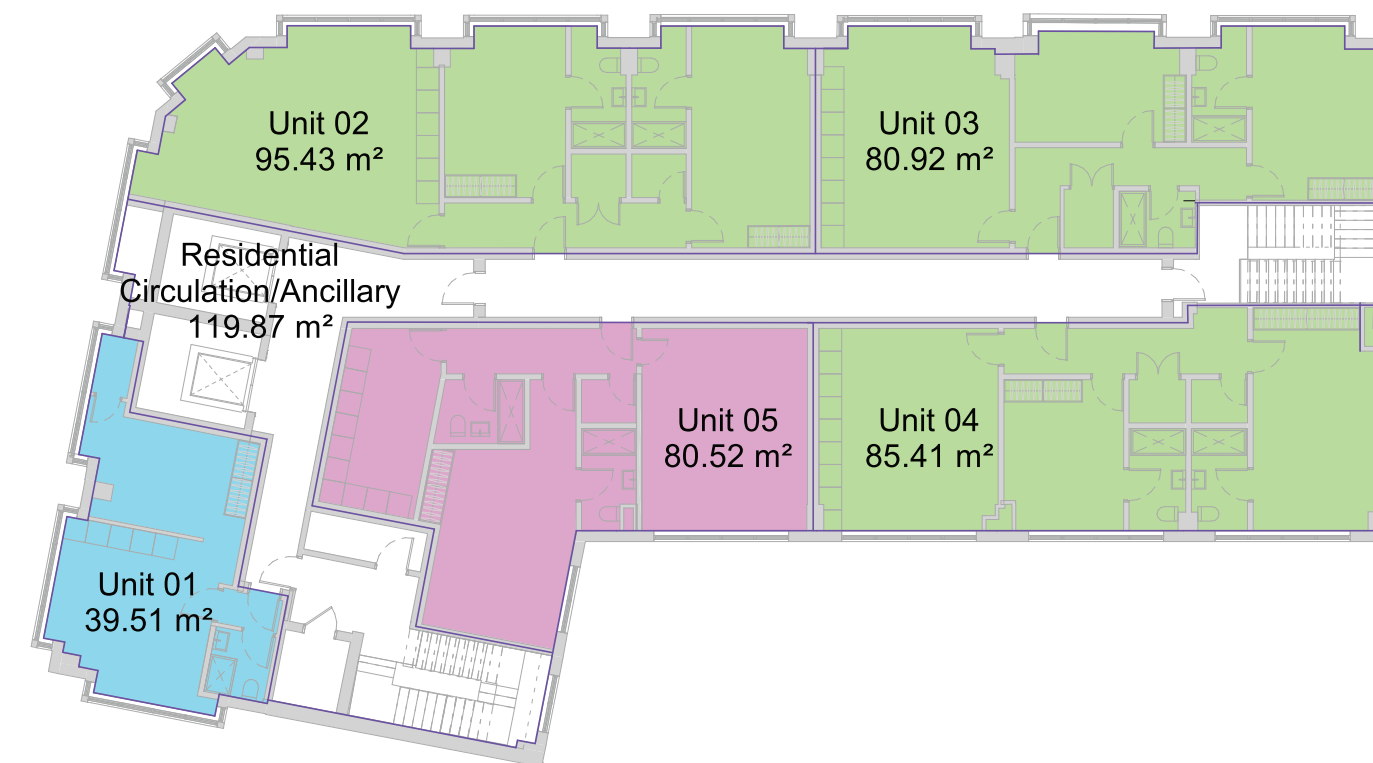 Unit 02
95.43 m²
Unit 03
80.92 m²
Residential
Circulation/Ancillary
119.87 m²
Unit 05
80.52 m²
Unit 04
85.41 m²
Unit 01
39.51 m²